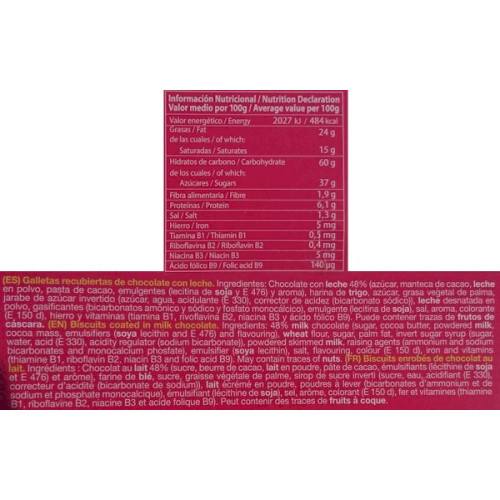 Información Nutricional / Nutrition Declaration
Valor medio por 100g / Average value per 100g
Valor energético / Energy 2027 kJ / 484 kcal
Grasas / Fat 24 g
de las cuales / of which:
Saturadas / Saturates 15 g
Hidratos de carbono / Carbohydrate 60 g
de los cuales / of which:
Azúcares / Sugars 37 g
Fibra alimentaria / Fibre 1,9 g
Proteínas / Protein 6,1 g
Sal / Salt 1,3 g
Hierro / Iron 5 mg
Tiamina B1 / Thiamin B1 0,5 mg
Riboflavina B2 / Riboflavin B2 0,4 mg
Niacina B3 / Niacin B3 5 mg
Ácido fólico B9 / Folic acid B9 140 µg
(ES) Galletas recubiertas de chocolate con leche. Ingredientes: Chocolate con leche 48% (azúcar, manteca de cacao, leche
en polvo, pasta de cacao, emulgentes (lecitina de soja y E 476) y aroma), harina de trigo, azúcar, grasa vegetal de palma,
jarabe de azúcar invertido (azúcar, agua, acidulante (E 330), corrector de acidez (bicarbonato sódico)), leche desnatada en
polvo, gasificantes (bicarbonatos amónico y sódico y fosfato monocálcico), emulgente (lecitina de soja), sal, aroma, colorante
(E 150 d), hierro y vitaminas (tiamina B1, rivoflavina B2, niacina B3 y ácido fólico B9). Puede contener trazas de frutos de
cáscara. (EN) Biscuits coated in milk chocolate. Ingredients: 48% milk chocolate (sugar, cocoa butter, powdered milk,
cocoa mass, emulsifiers (soya lecithin and E 476) and flavouring), wheat flour, sugar, palm fat, invert sugar syrup (sugar,
water, acid (E 330), acidity regulator (sodium bicarbonate)), powdered skimmed milk, raising agents (ammonium and sodium
bicarbonates and monocalcium phosphate), emulsifier (soya lecithin), salt, flavouring, colour (E 150 d), iron and vitamins
(thiamin B1, riboflavin B2, niacin B3 and folic acid B9). May contain traces of nuts. (FR) Biscuits enrobés de chocolat au
lait. Ingrédients : Chocolat au lait 48% (sucre, beurre de cacao, lait en poudre, pâte de cacao, émulsifiants (lécithine de soja
et E 476) et arôme), farine de blé, sucre, graisse végétale de palme, sirop de sucre inverti (sucre, eau, acidifiant (E 330),
correcteur d'acidité (bicarbonate de sodium)), lait écrémé en poudre, poudres à lever (bicarbonates d'ammonium et de
sodium et phosphate monocalcique), émulsifiant (lécithine de soja), sel, arôme, colorant (E 150 d), fer et vitamines (thiamine
B1, riboflavine B2, niacine B3 et acide folique B9). Peut contenir des traces de fruits à coque.